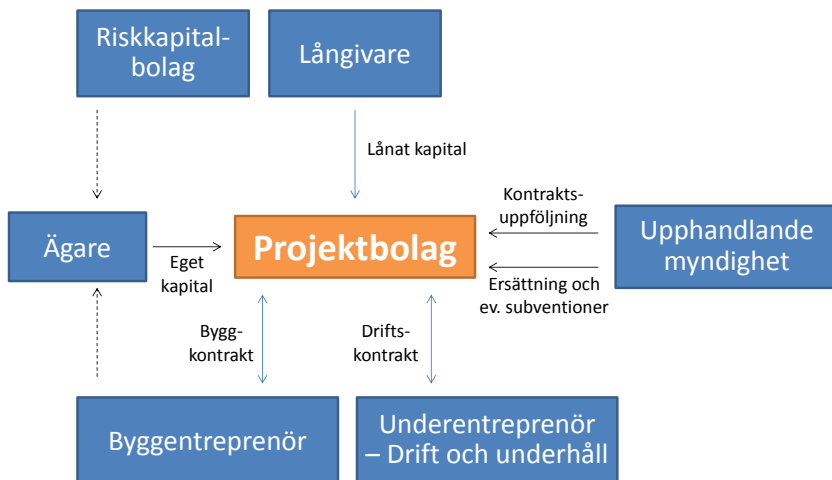 Riskkapital-
bolag
Långivare
Lånat kapital
Kontrakts-
uppföljning
Ägare
Projektbolag
Upphandlande
myndighet
Eget
kapital
Ersättning och
ev. subventioner
Bygg-
kontrakt
Drifts-
kontrakt
Byggentreprenör
Underentreprenör
– Drift och underhåll